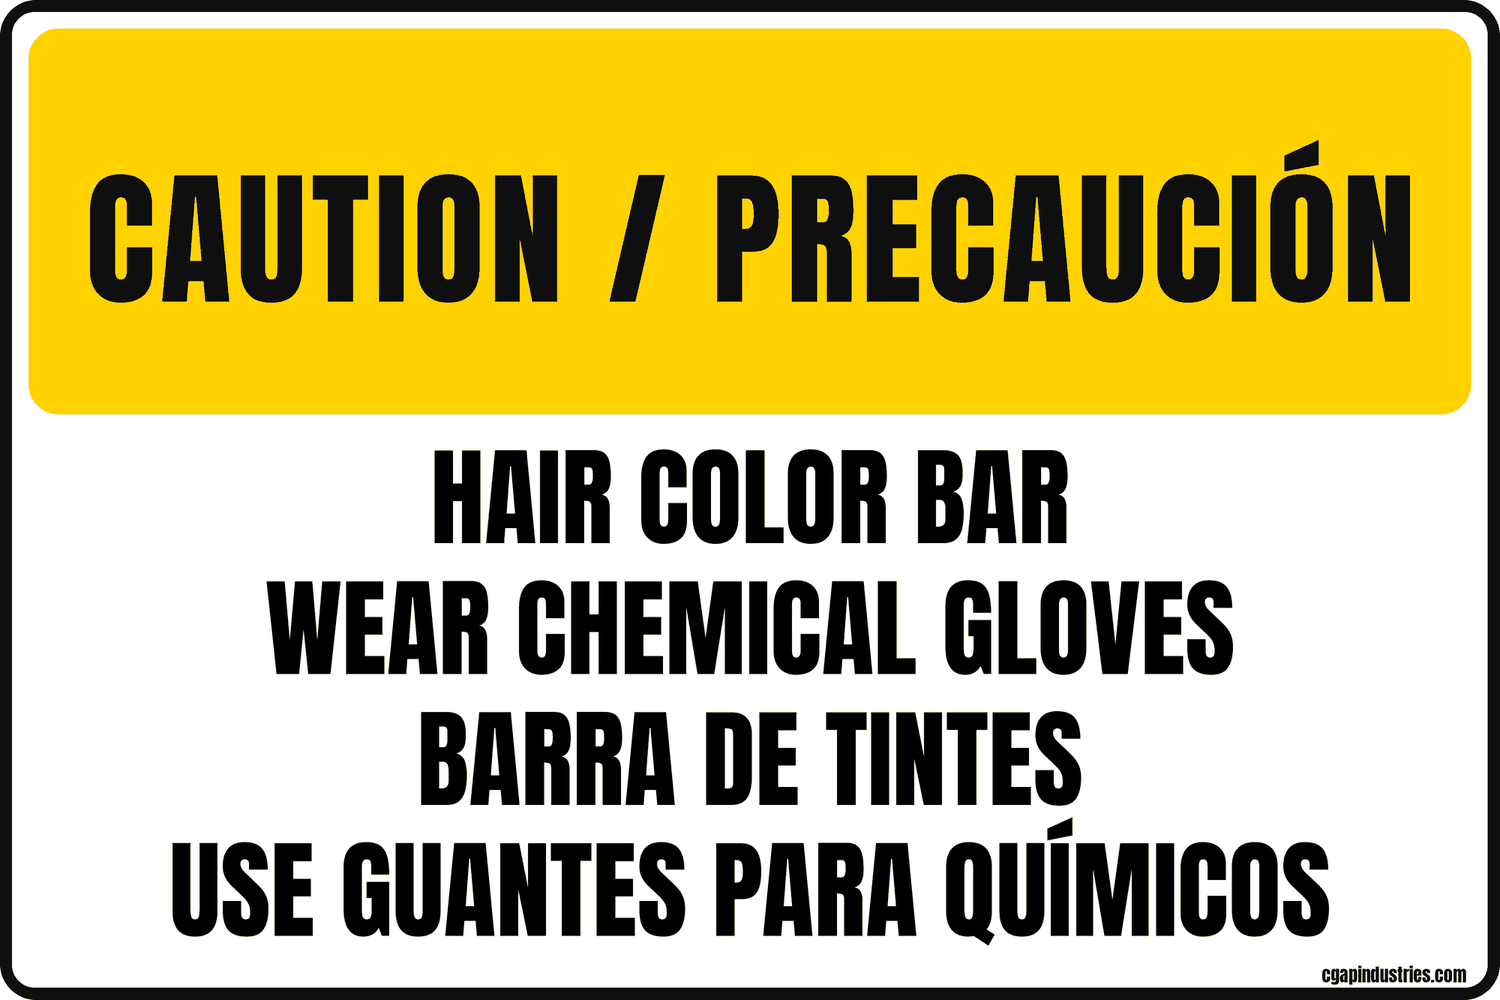 CAUTION / PRECAUCIÓN
HAIR COLOR BAR
WEAR CHEMICAL GLOVES
BARRA DE TINTES
USE GUANTES PARA QUÍMICOS
cgapindustries.com